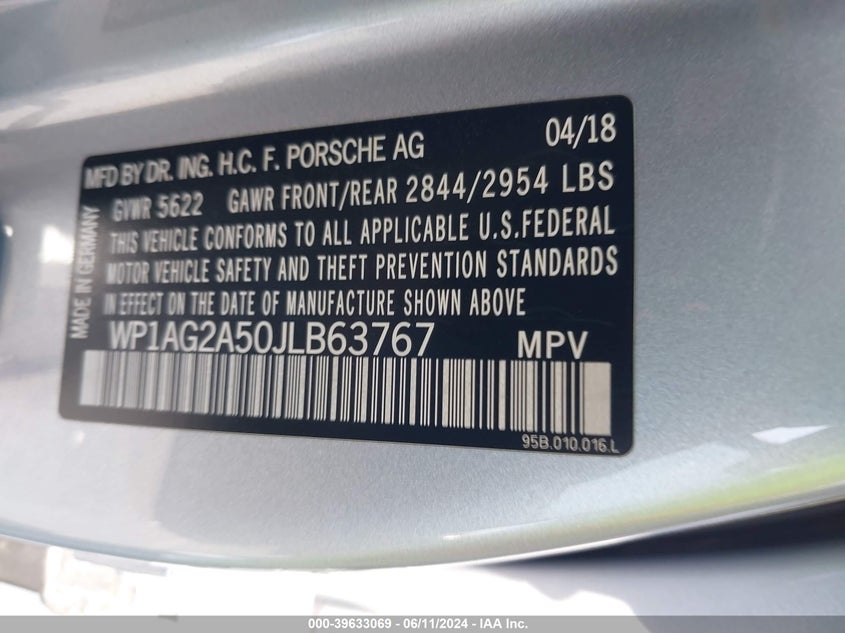 MFD BY DR. ING. H.C. F. PORSCHE AG 04/18
GVWR 5622 GAWR FRONT/REAR 2844/2954 LBS
THIS VEHICLE CONFORMS TO ALL APPLICABLE U.S.FEDERAL
MOTOR VEHICLE SAFETY AND THEFT PREVENTION STANDARDS
IN EFFECT ON THE DATE OF MANUFACTURE SHOWN ABOVE
MADE IN GERMANY
WP1AG2A50JLB63767 MPV
95B.010.016.L
000-39633069 - 06/11/2024 - IAA Inc.